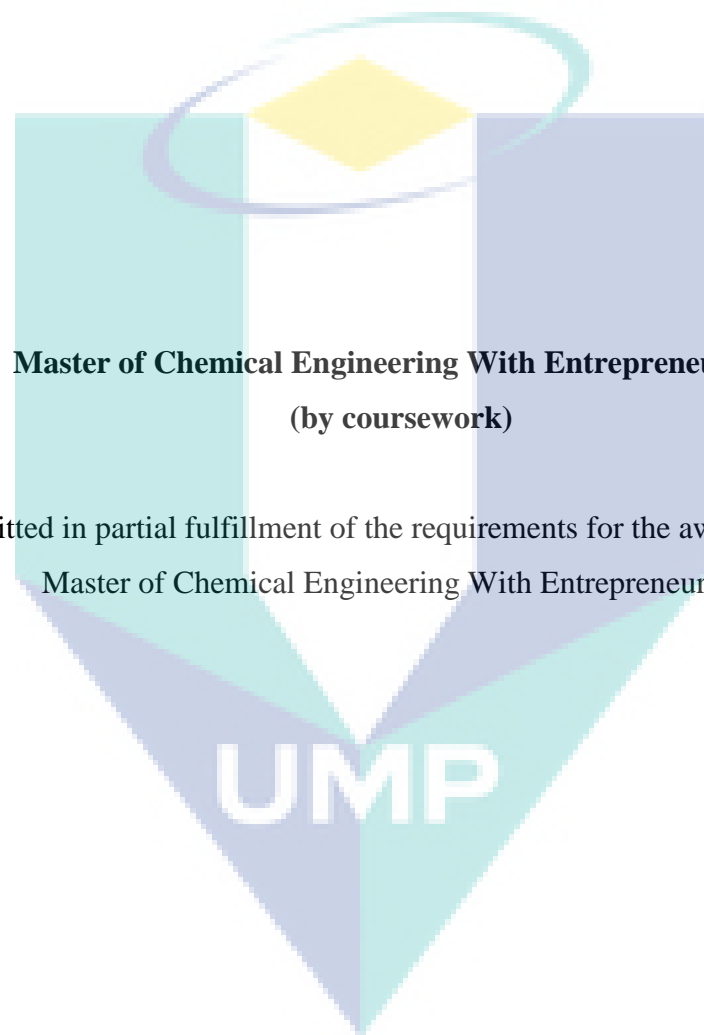 Master of Chemical Engineering With Entrepreneu
(by coursework)
itted in partial fulfillment of the requirements for the aw
Master of Chemical Engineering With Entrepreneur
UMP